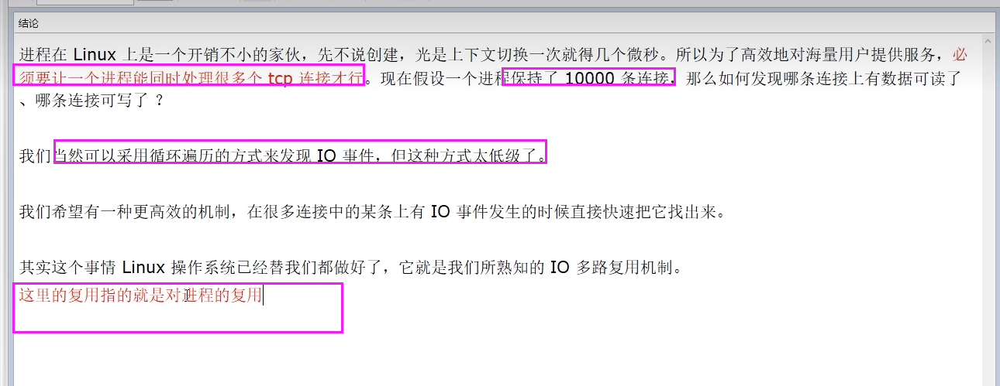 结论
进程在 Linux 上是一个开销不小的家伙，先不说创建，光是上下文切换一次就得几个微秒。所以为了高效地对海量用户提供服务，必
须要让一个进程能同时处理很多个 tcp 连接才行。现在假设一个进程保持了 10000 条连接，那么如何发现哪条连接上有数据可读了
、哪条连接可写了 ？
我们当然可以采用循环遍历的方式来发现 IO 事件，但这种方式太低级了。
我们希望有一种更高效的机制，在很多连接中的某条上有 IO 事件发生的时候直接快速把它找出来。
其实这个事情 Linux 操作系统已经替我们都做好了，它就是我们所熟知的 IO 多路复用机制。
这里的复用指的就是对进程的复用